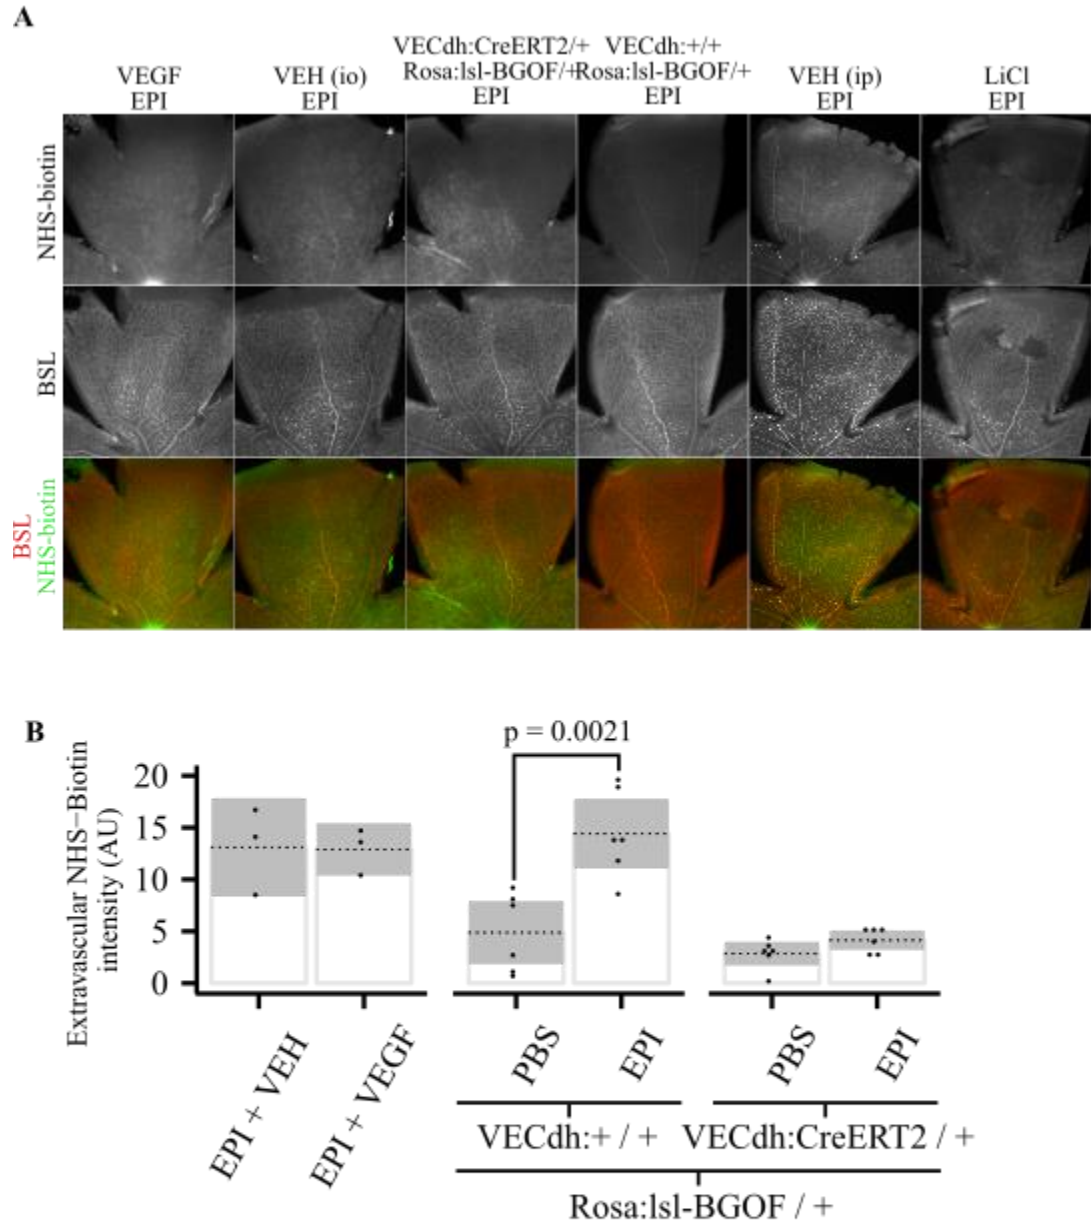 A
VEGF
EPI
VEH (io)
EPI
VECdh:CreERT2/+
Rosa:lsl-BGOF/+
EPI
VECdh:+/+
Rosa:lsl-BGOF/+
EPI
VEH (ip)
EPI
LiCl
EPI
NHS-biotin
BSL
BSL
NHS-biotin
B
p = 0.0021
Extravascular NHS−Biotin
intensity (AU)
20
15
10
5
0
EPI + VEH
EPI + VEGF
PBS
EPI
PBS
EPI
VECdh:+ / +
VECdh:CreERT2 / +
Rosa:lsl-BGOF / +